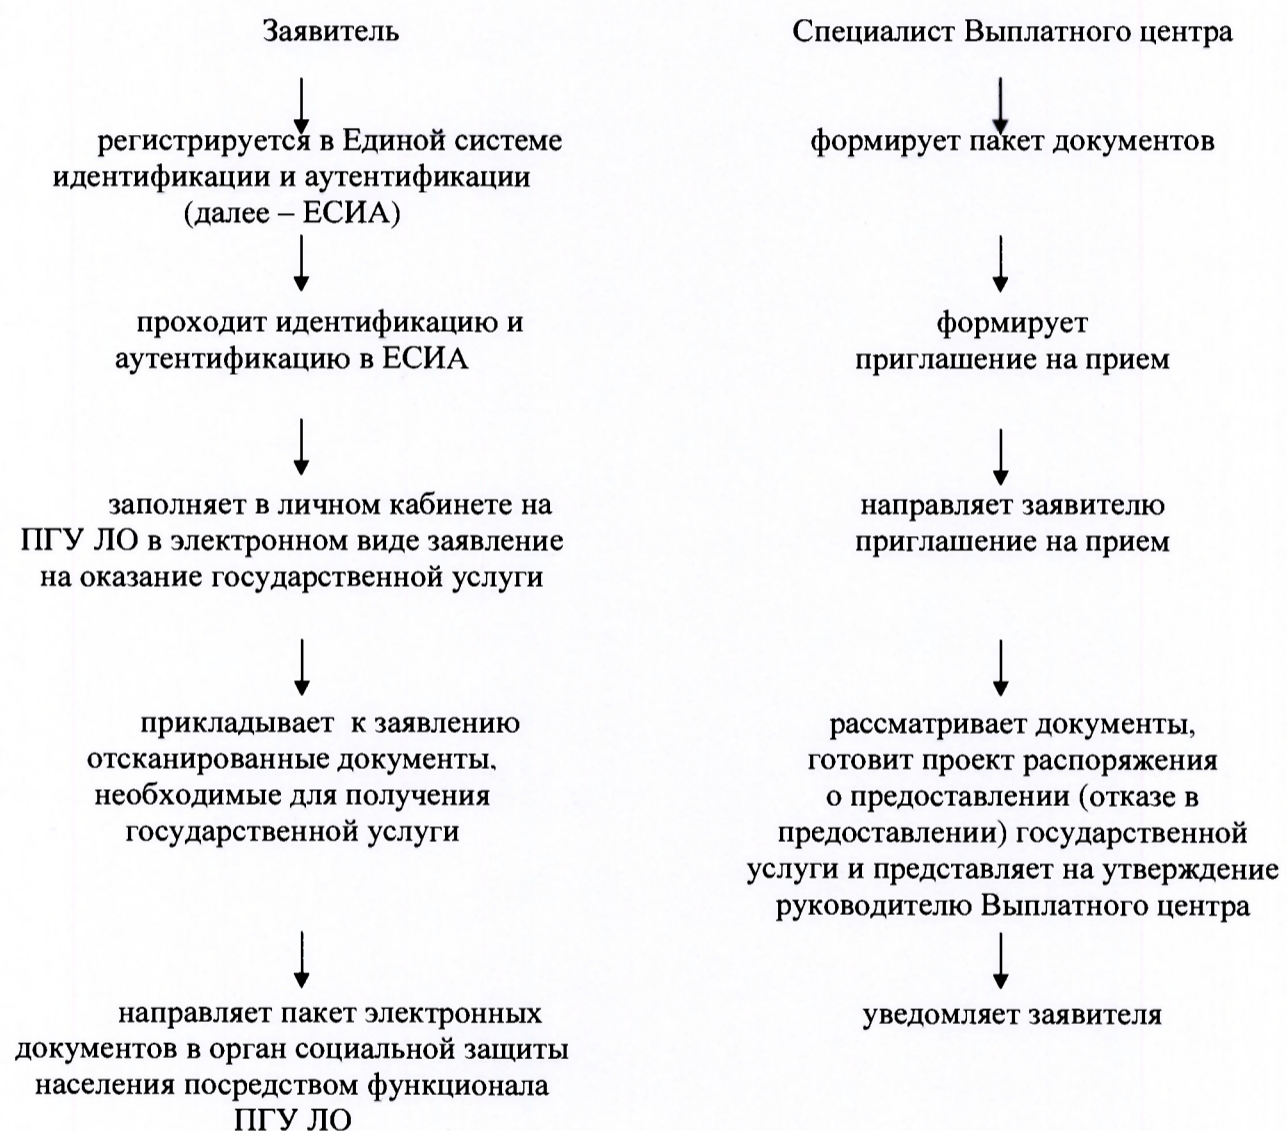 Заявитель
регистрируется в Единой системе
идентификации и аутентификации
(далее – ЕСИА)
проходит идентификацию и
аутентификацию в ЕСИА
заполняет в личном кабинете на
ПГУ ЛО в электронном виде заявление
на оказание государственной услуги
прикладывает к заявлению
отсканированные документы,
необходимые для получения
государственной услуги
направляет пакет электронных
документов в орган социальной защиты
населения посредством функционала
ПГУ ЛО
Специалист Выплатного центра
формирует пакет документов
формирует
приглашение на прием
направляет заявителю
приглашение на прием
рассматривает документы,
готовит проект распоряжения
о предоставлении (отказе в
предоставлении) государственной
услуги и представляет на утверждение
руководителю Выплатного центра
уведомляет заявителя